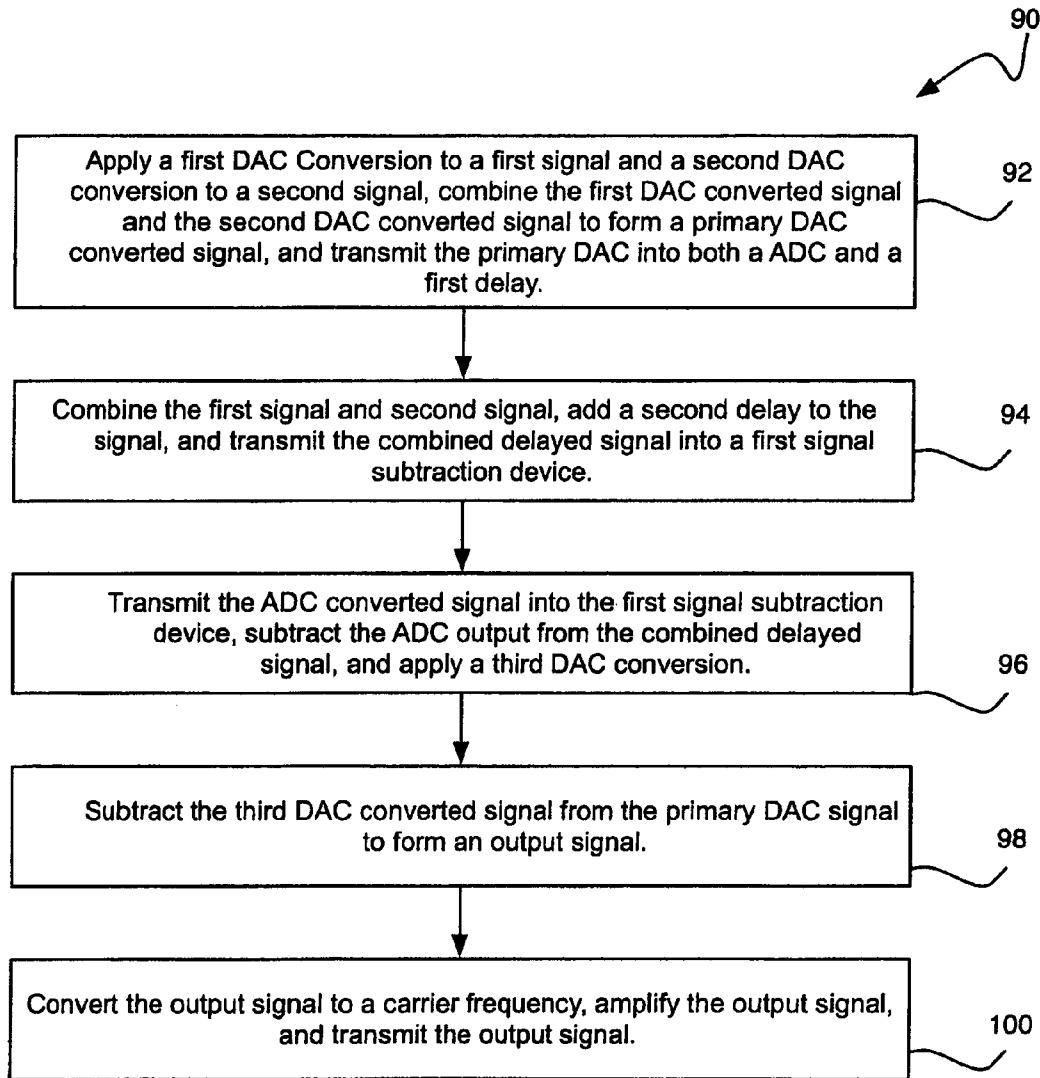 90
Apply a first DAC Conversion to a first signal and a second DAC
conversion to a second signal, combine the first DAC converted signal
and the second DAC converted signal to form a primary DAC
converted signal, and transmit the primary DAC into both a ADC and a
first delay.
92
Combine the first signal and second signal, add a second delay to the
signal, and transmit the combined delayed signal into a first signal
subtraction device.
94
Transmit the ADC converted signal into the first signal subtraction
device, subtract the ADC output from the combined delayed
signal, and apply a third DAC conversion.
96
Subtract the third DAC converted signal from the primary DAC signal
to form an output signal.
98
Convert the output signal to a carrier frequency, amplify the output signal,
and transmit the output signal.
100